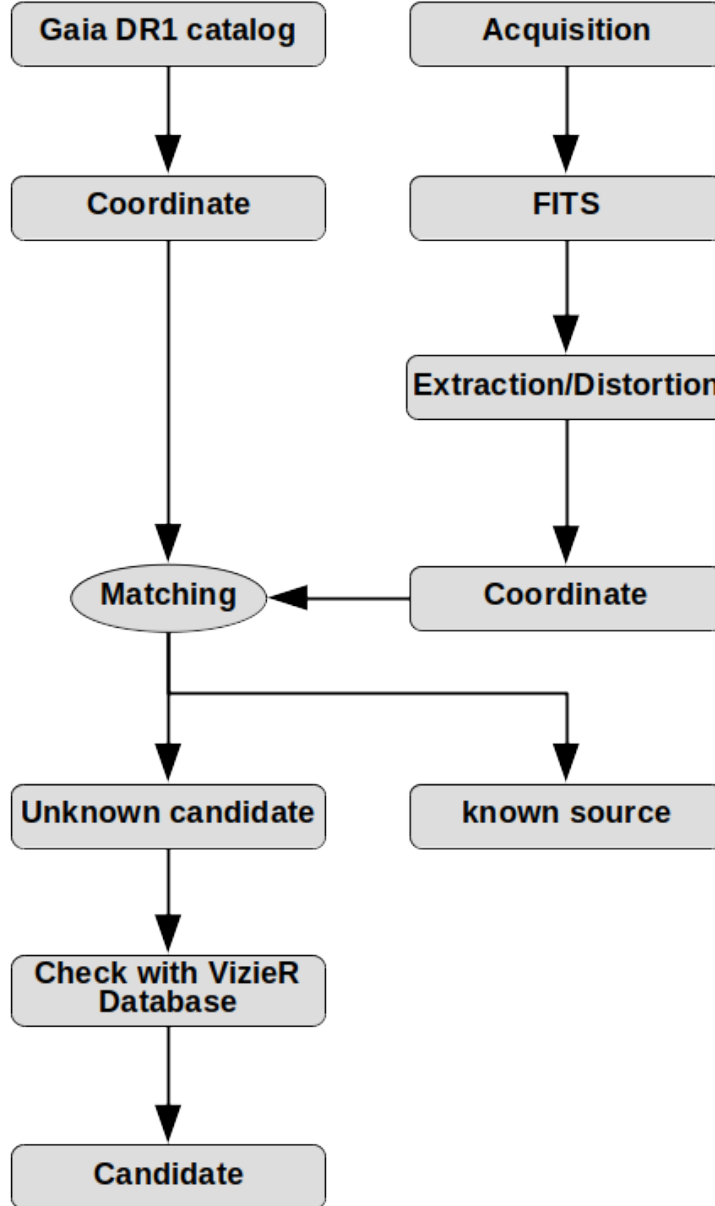 Gaia DR1 catalog
Acquisition
Coordinate
FITS
Extraction/Distortion
Matching
Coordinate
Unknown candidate
known source
Check with VizieR
Database
Candidate